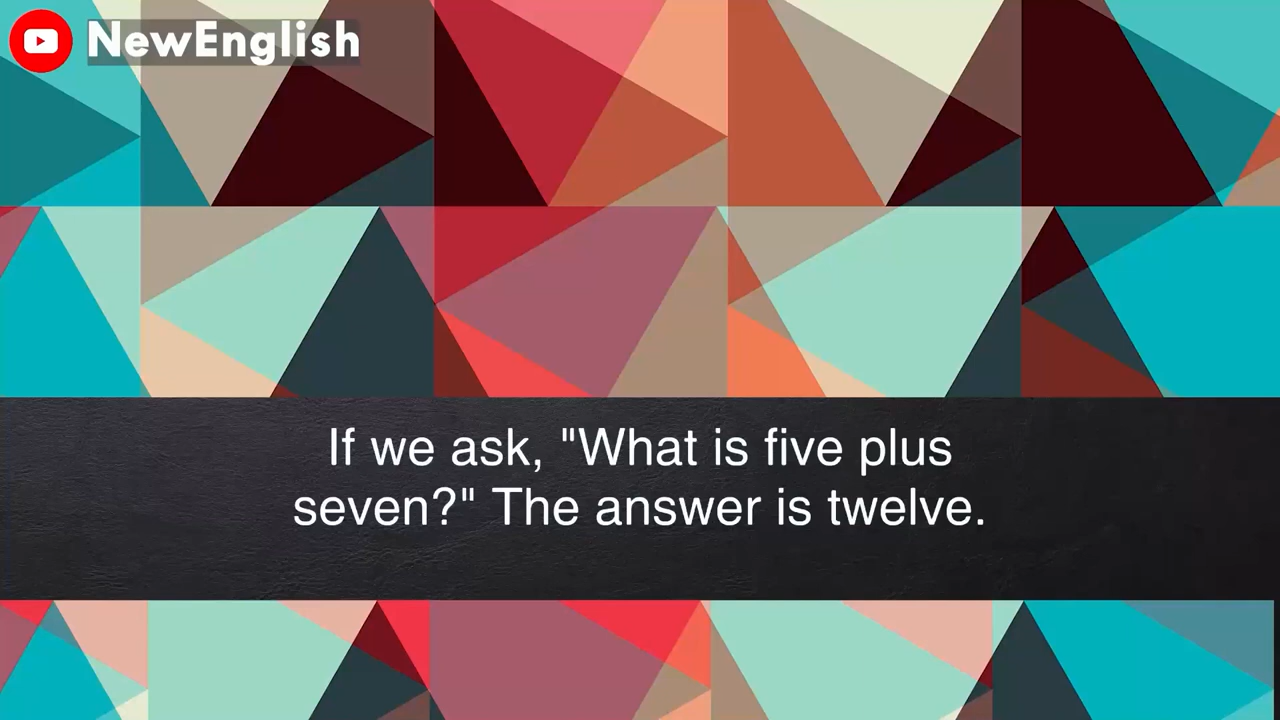 NewEnglish
If we ask, "What is five plus
seven?" The answer is twelve.